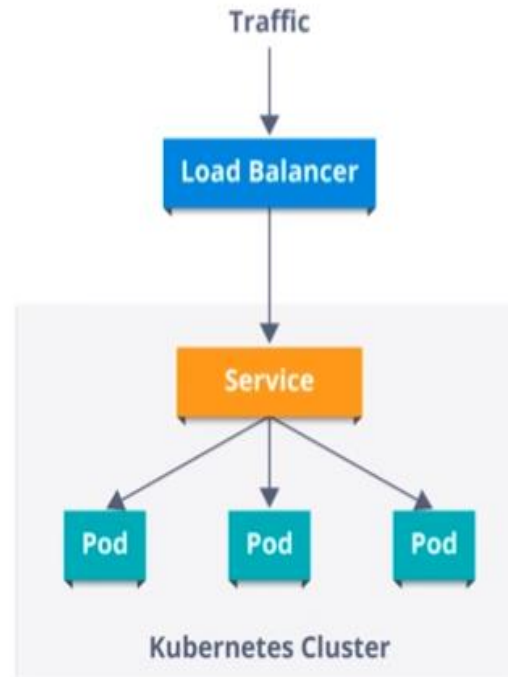 Traffic
Load Balancer
Service
Pod
Pod
Pod
Kubernetes Cluster